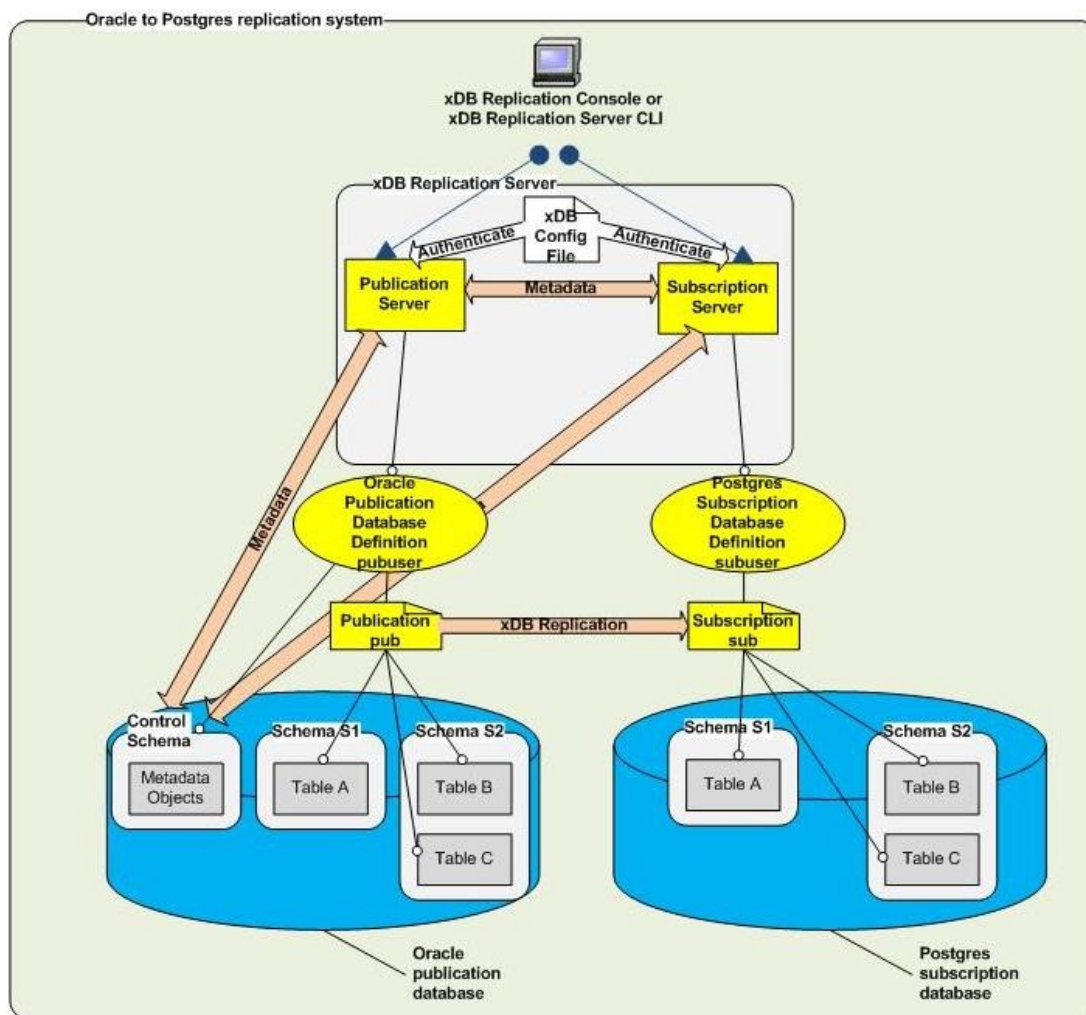 Oracle to Postgres replication system
xDB Replication Console or
xDB Replication Server CLI
xDB Replication Server
xDB
Config
File
Authenticate
Authenticate
Publication
Server
Metadata
Subscription
Server
Metadata
Oracle
Publication
Database
Definition
pubuser
Postgres
Subscription
Database
Definition
subuser
Publication
pub
xDB Replication
Subscription
sub
Control
Schema
Metadata
Objects
Schema S1
Table A
Schema S2
Table B
Table C
Schema S1
Table A
Schema S2
Table B
Table C
Oracle
publication
database
Postgres
subscription
database